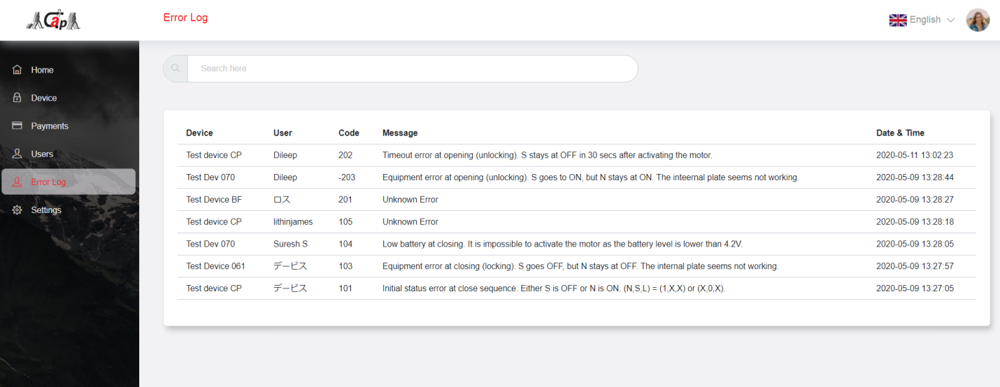 Cap
Error Log
English
Home
Device
Payments
Users
Error Log
Settings
Search here
Device User Code Message Date & Time
Test device CP Dileep 202 Timeout error at opening (unlocking). S stays at OFF in 30 secs after activating the motor. 2020-05-11 13:02:23
Test Dev 070 Dileep -203 Equipment error at opening (unlocking). S goes to ON, but N stays at ON. The inteernal plate seems not working. 2020-05-09 13:28:44
Test Device BF ロス 201 Unknown Error 2020-05-09 13:28:27
Test device CP lithinjames 105 Unknown Error 2020-05-09 13:28:18
Test Dev 070 Suresh S 104 Low battery at closing. It is impossible to activate the motor as the battery level is lower than 4.2V. 2020-05-09 13:28:05
Test Device 061 デービス 103 Equipment error at closing (locking). S goes OFF, but N stays at OFF. The internal plate seems not working. 2020-05-09 13:27:57
Test device CP デービス 101 Initial status error at close sequence. Either S is OFF or N is ON. (N,S,L) = (1,X,X) or (X,0,X). 2020-05-09 13:27:05